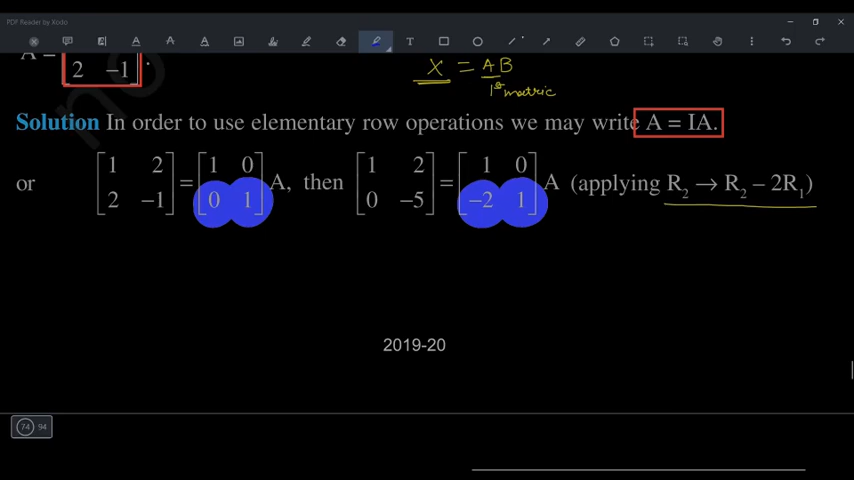 PDF Reader by Xodo
A =
2 −1
X = AB
1st metric
Solution In order to use elementary row operations we may write A = IA.
or [1 2 2 −1] = [1 0 0 1] A, then [1 2 0 −5] = [1 0 −2 1] A (applying R₂ → R₂ − 2R₁)
2019-20
74 94